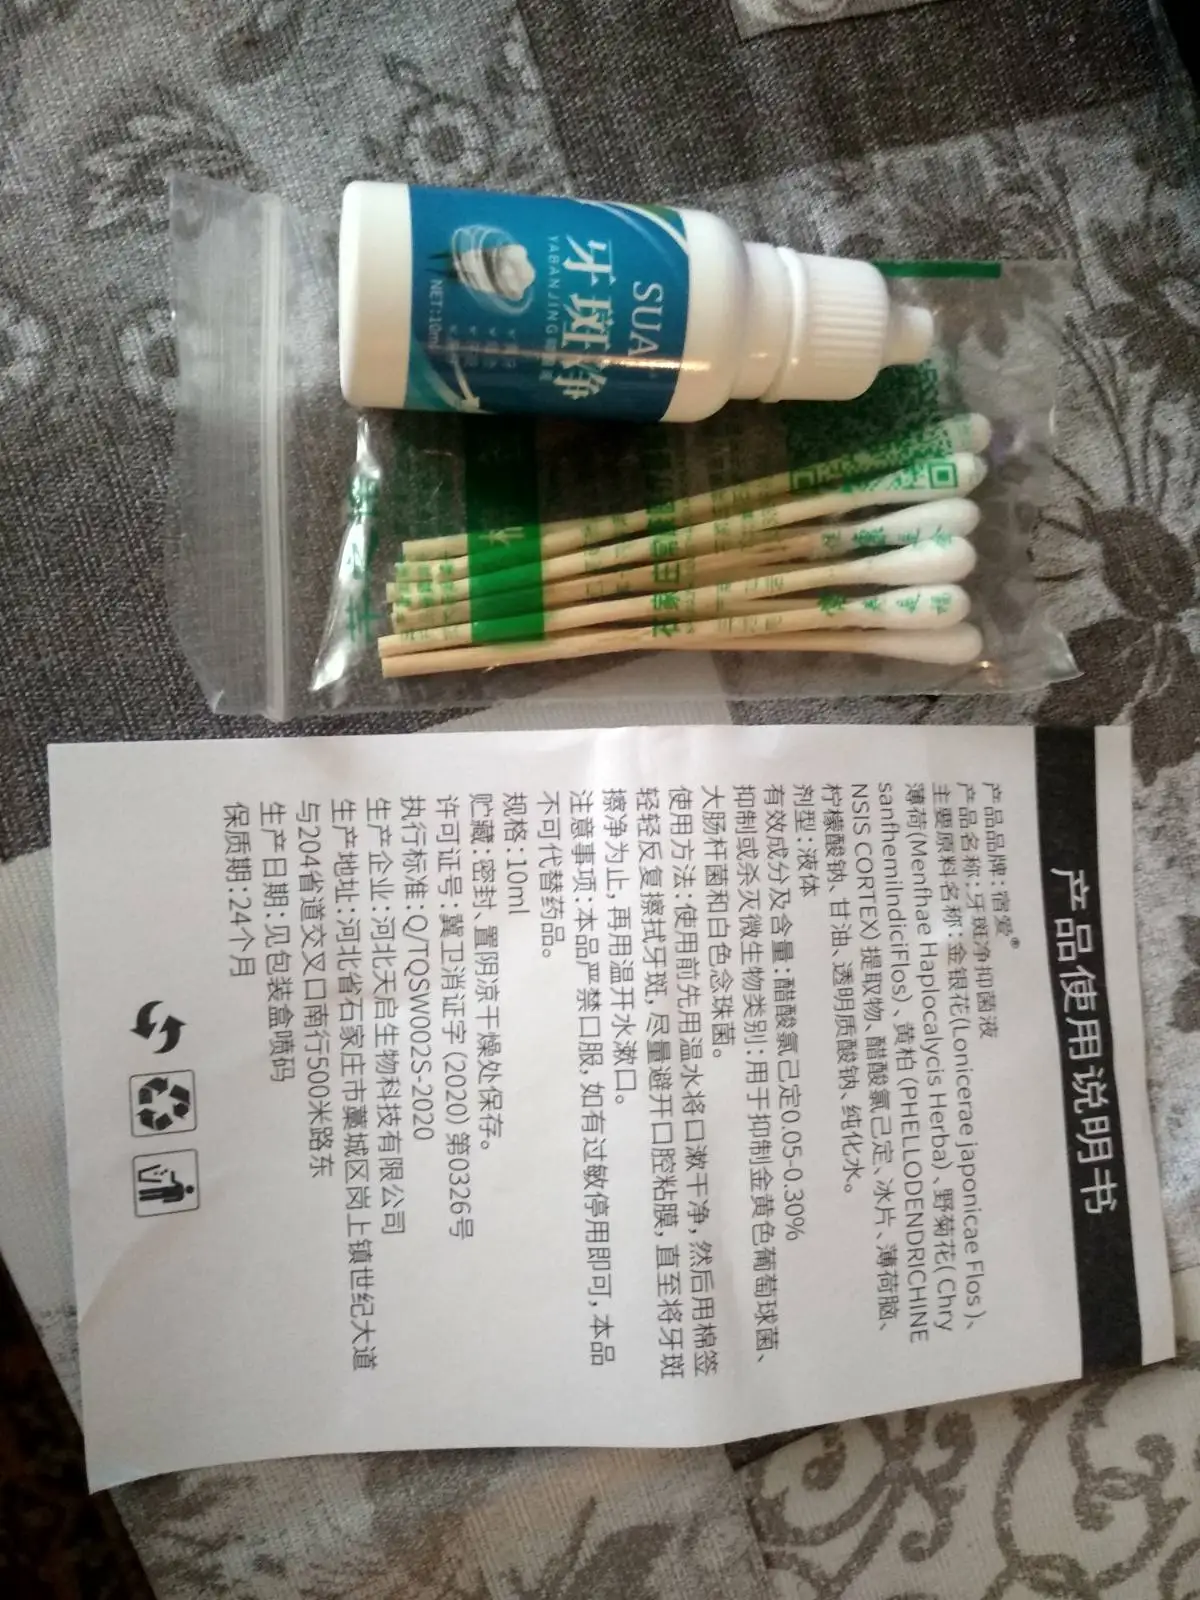 SUA
牙斑净
YABANJING
NET:10ml
产品使用说明书
产品品牌:宿爱®
产品名称:牙斑净抑菌液
主要原料名称:金银花(Lonicerae japonicae Flos)、
薄荷(Menfhae Haplocalycis Herba)、野菊花( Chry
sanfhemiIndiciFlos)、黄柏 (PHELLODENDRICHINE
NSIS CORTEX) 提取物、醋酸氯己定、冰片、薄荷脑、
柠檬酸钠、甘油、透明质酸钠、纯化水。
剂型:液体
有效成分及含量:醋酸氯己定0.05-0.30%
抑制或杀灭微生物类别:用于抑制金黄色葡萄球菌、
大肠杆菌和白色念珠菌。
使用方法:使用前先用温水将口漱干净,然后用棉签
轻轻反复擦拭牙斑,尽量避开口腔粘膜,直至将牙斑
擦净为止,再用温开水漱口。
注意事项:本品严禁口服,如有过敏停用即可,本品
不可代替药品。
规格:10ml
贮藏:密封、置阴凉干燥处保存。
许可证号:冀卫消证字 (2020) 第0326号
执行标准:Q/TQSW002S-2020
生产企业:河北天启生物科技有限公司
生产地址:河北省石家庄市藁城区岗上镇世纪大道
与204省道交叉口南行500米路东
生产日期:见包装盒喷码
保质期:24个月